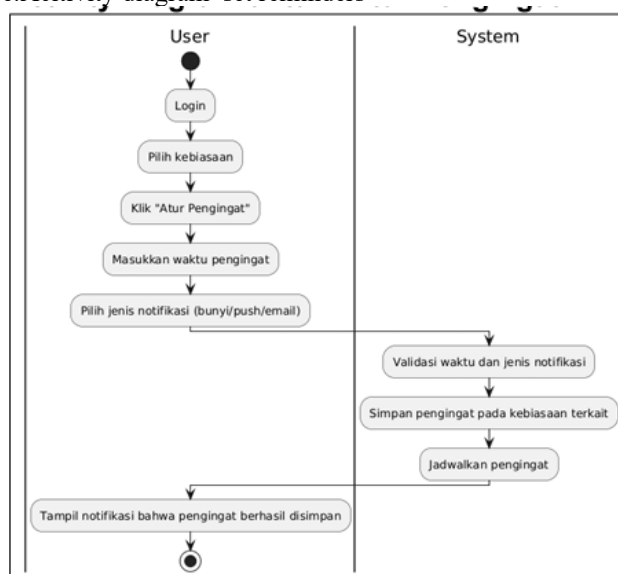 User
System
Login
Pilih kebiasaan
Klik "Atur Pengingat"
Masukkan waktu pengingat
Pilih jenis notifikasi (bunyi/push/email)
Validasi waktu dan jenis notifikasi
Simpan pengingat pada kebiasaan terkait
Jadwalkan pengingat
Tampil notifikasi bahwa pengingat berhasil disimpan